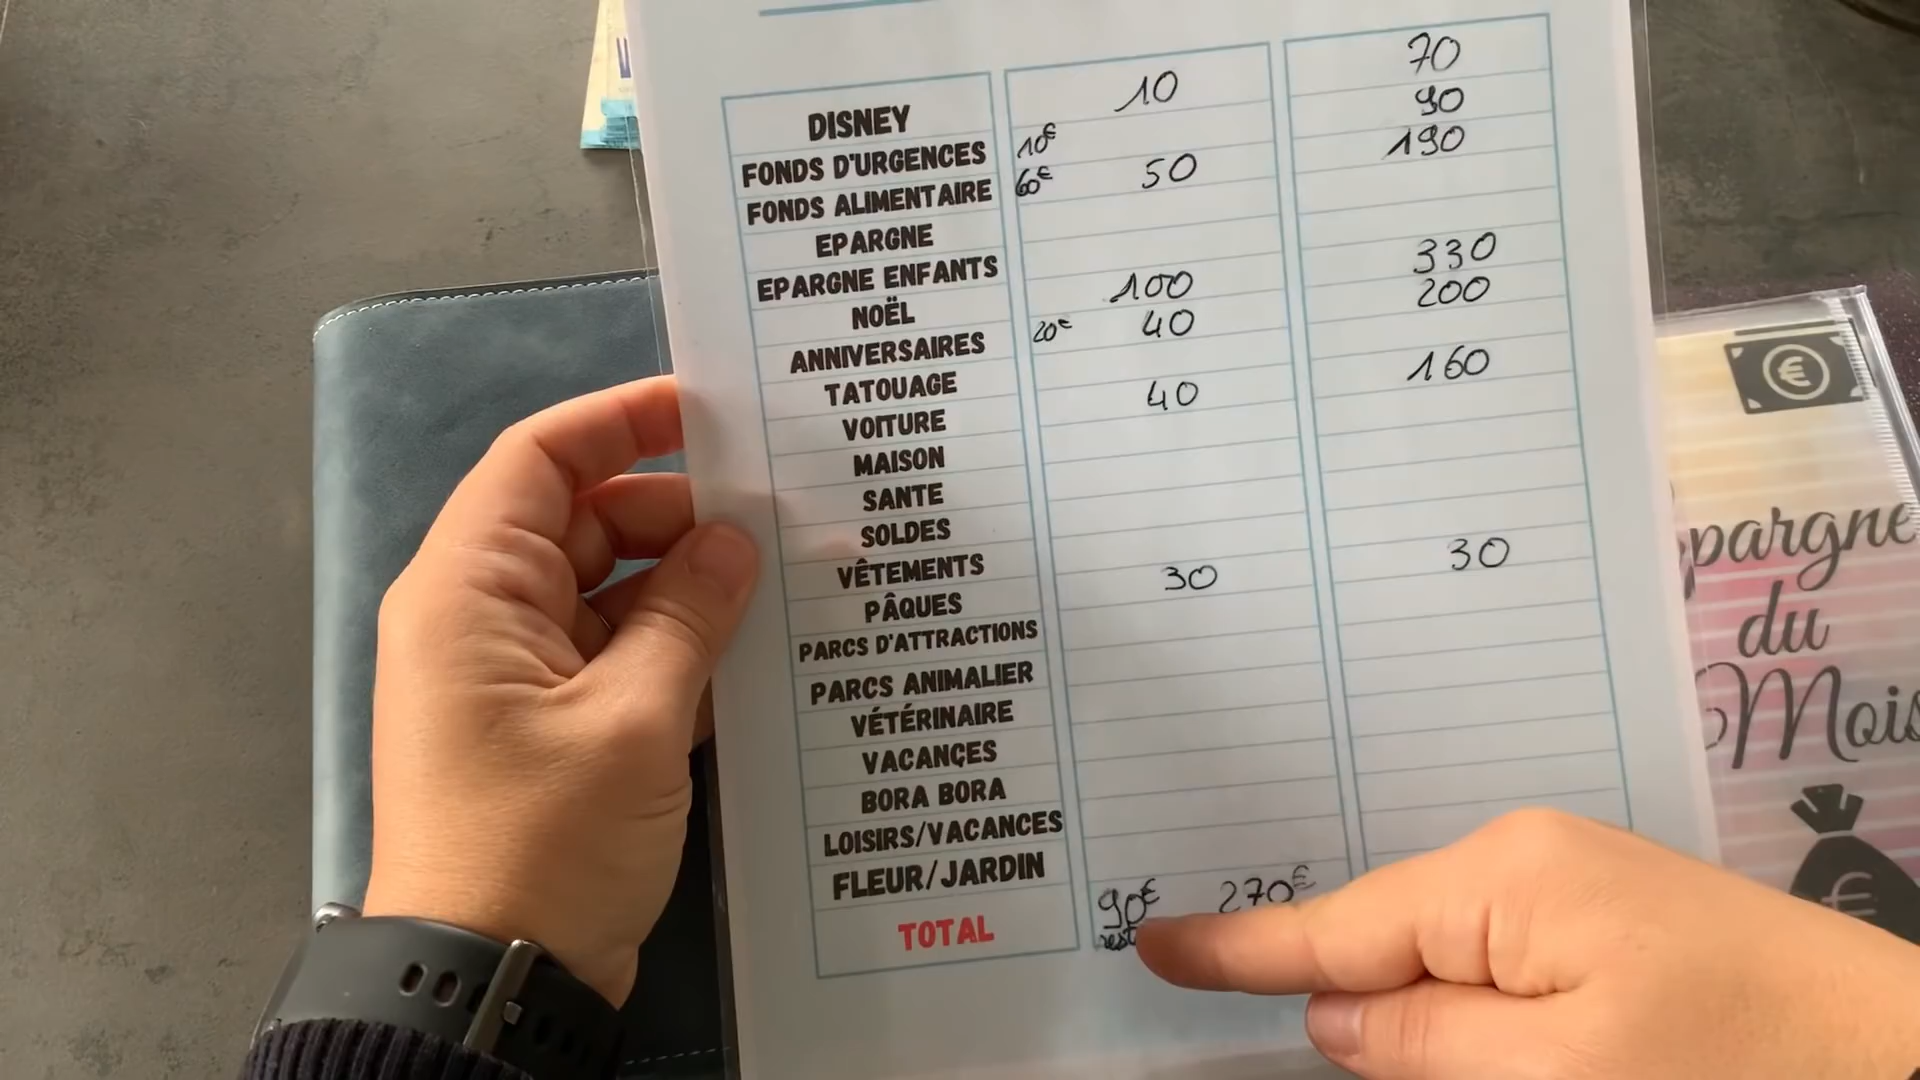 DISNEY 10 70
FONDS D'URGENCES 10€ 90
FONDS ALIMENTAIRE 60€ 50 190
EPARGNE
EPARGNE ENFANTS
NOËL 100 330
ANNIVERSAIRES 20€ 40 200
TATOUAGE
VOITURE 40 160
MAISON
SANTE
SOLDES
VÊTEMENTS
PÂQUES 30 30
PARCS D'ATTRACTIONS
PARCS ANIMALIER
VÉTÉRINAIRE
VACANÇES
BORA BORA
LOISIRS/VACANCES
FLEUR/JARDIN
TOTAL 90€ 270€
pargne
du
Mois